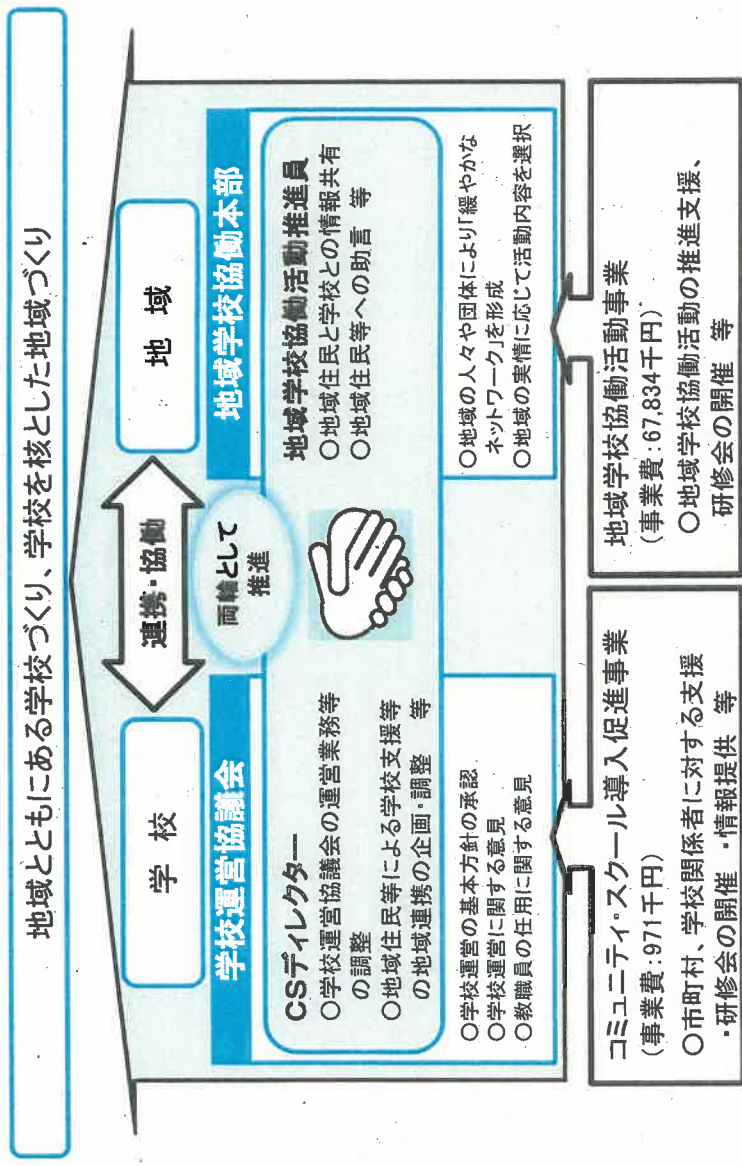 地域とともにある学校づくり、学校を核とした地域づくり
学 校
連携・協働
地 域
両輪として
推進
学校運営協議会
CSディレクター
○学校運営協議会の運営業務等
の調整
○地域住民等による学校支援等
の地域連携の企画・調整 等
○学校運営の基本方針の承認
○学校運営に関する意見
○教職員の任用に関する意見
地域学校協働本部
地域学校協働活動推進員
○地域住民と学校との情報共有
○地域住民等への助言 等
○地域の人々や団体により「緩やかな
ネットワーク」を形成
○地域の実情に応じて活動内容を選択
コミュニティ・スクール導入促進事業
(事業費:971千円)
○市町村、学校関係者に対する支援
・研修会の開催・情報提供 等
地域学校協働活動事業
(事業費:67,834千円)
○地域学校協働活動の推進支援、
研修会の開催 等